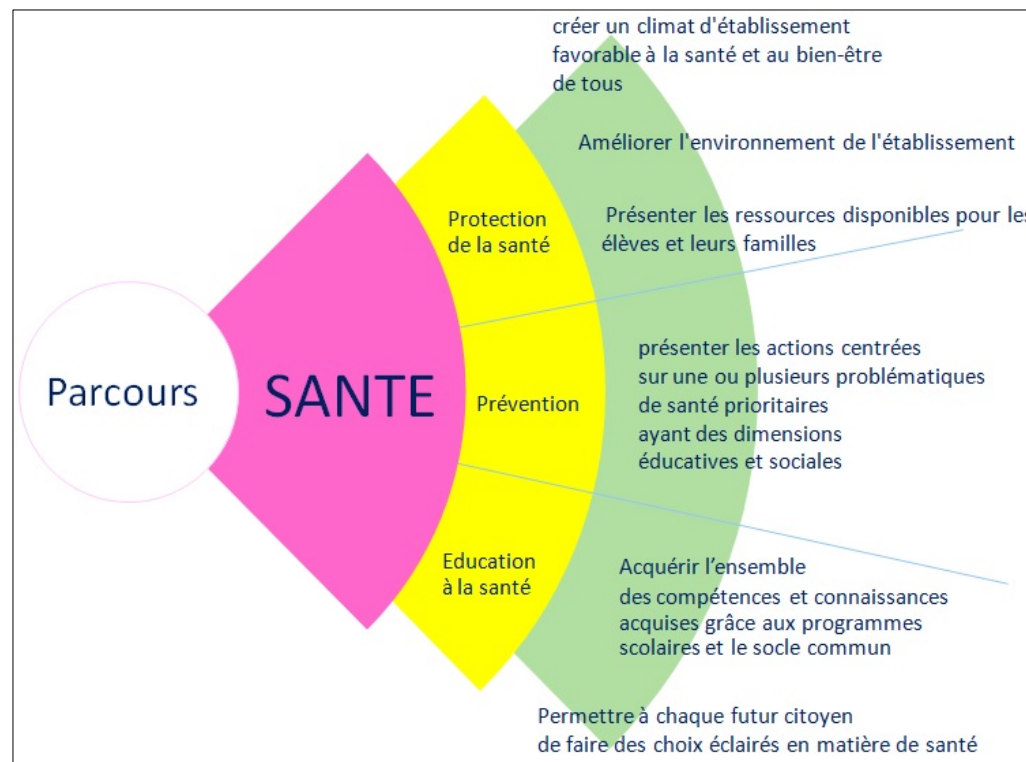 créer un climat d'établissement
favorable à la santé et au bien-être
de tous
Améliorer l'environnement de l'établissement
Présenter les ressources disponibles pour les
élèves et leurs familles
Protection
de la santé
Parcours
SANTE
Prévention
présenter les actions centrées
sur une ou plusieurs problématiques
de santé prioritaires
ayant des dimensions
éducatives et sociales
Education
à la santé
Acquérir l’ensemble
des compétences et connaissances
acquises grâce aux programmes
scolaires et le socle commun
Permettre à chaque futur citoyen
de faire des choix éclairés en matière de santé